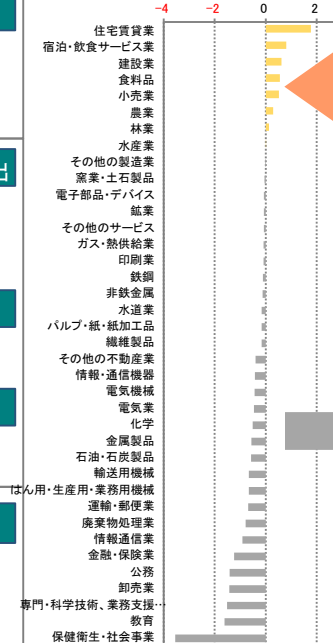 -4
-2
0
2
住宅賃貸業
宿泊・飲食サービス業
建設業
食料品
小売業
農業
林業
水産業
その他の製造業
出
窯業・土石製品
電子部品・デバイス
鉱業
その他のサービス
ガス・熱供給業
印刷業
鉄鋼
非鉄金属
水道業
パルプ・紙・紙加工品
繊維製品
その他の不動産業
情報・通信機器
電気機械
電気業
化学
金属製品
石油・石炭製品
輸送用機械
はん用・生産用・業務用機械
運輸・郵便業
廃棄物処理業
情報通信業
金融・保険業
公務
卸売業
専門・科学技術、業務支援…
教育
保健衛生・社会事業